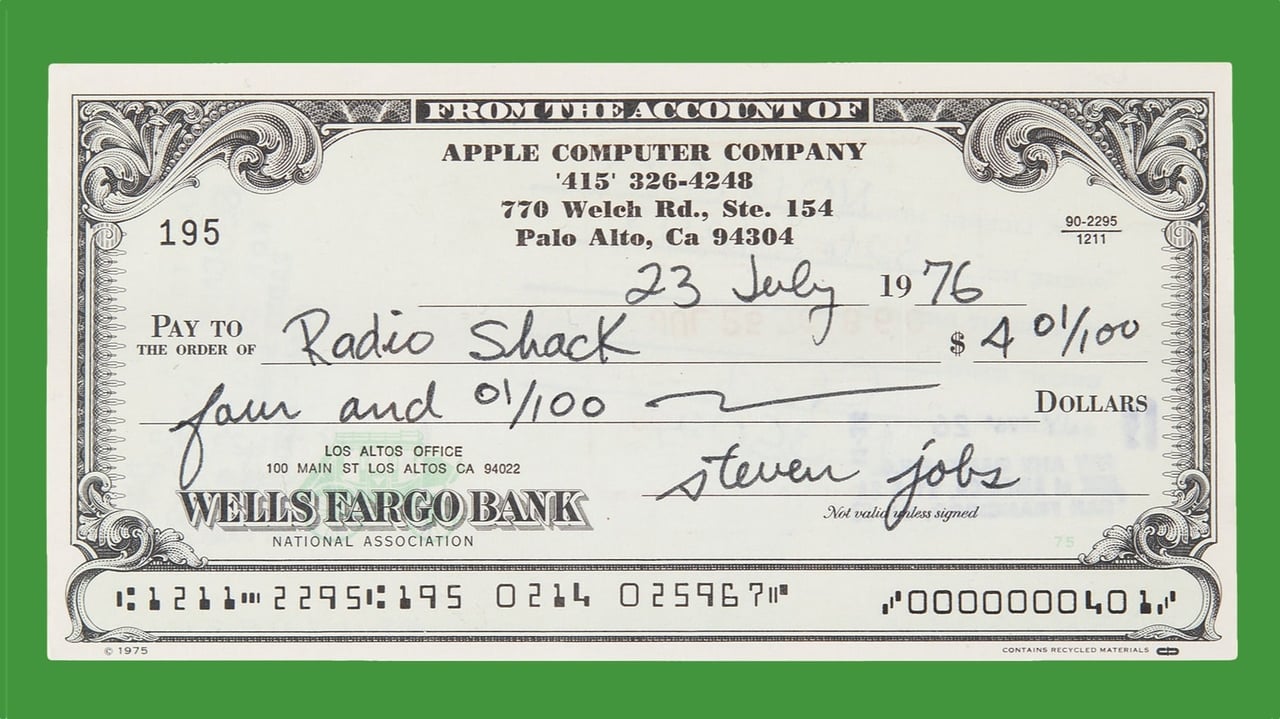 FROM THE ACCOUNT OF
APPLE COMPUTER COMPANY
'415' 326-4248
770 Welch Rd., Ste. 154
Palo Alto, Ca 94304
195
90-2295
1211
23 July 1976
PAY TO
THE ORDER OF Radio Shack $ 4 01/100
four and 01/100 DOLLARS
LOS ALTOS OFFICE
100 MAIN ST LOS ALTOS CA 94022
WELLS FARGO BANK
NATIONAL ASSOCIATION
steven jobs
Not valid unless signed
75
⑆1211⑉2295⑆195 0214 025967⑈ ⑇0000000401⑇
© 1975
CONTAINS RECYCLED MATERIALS